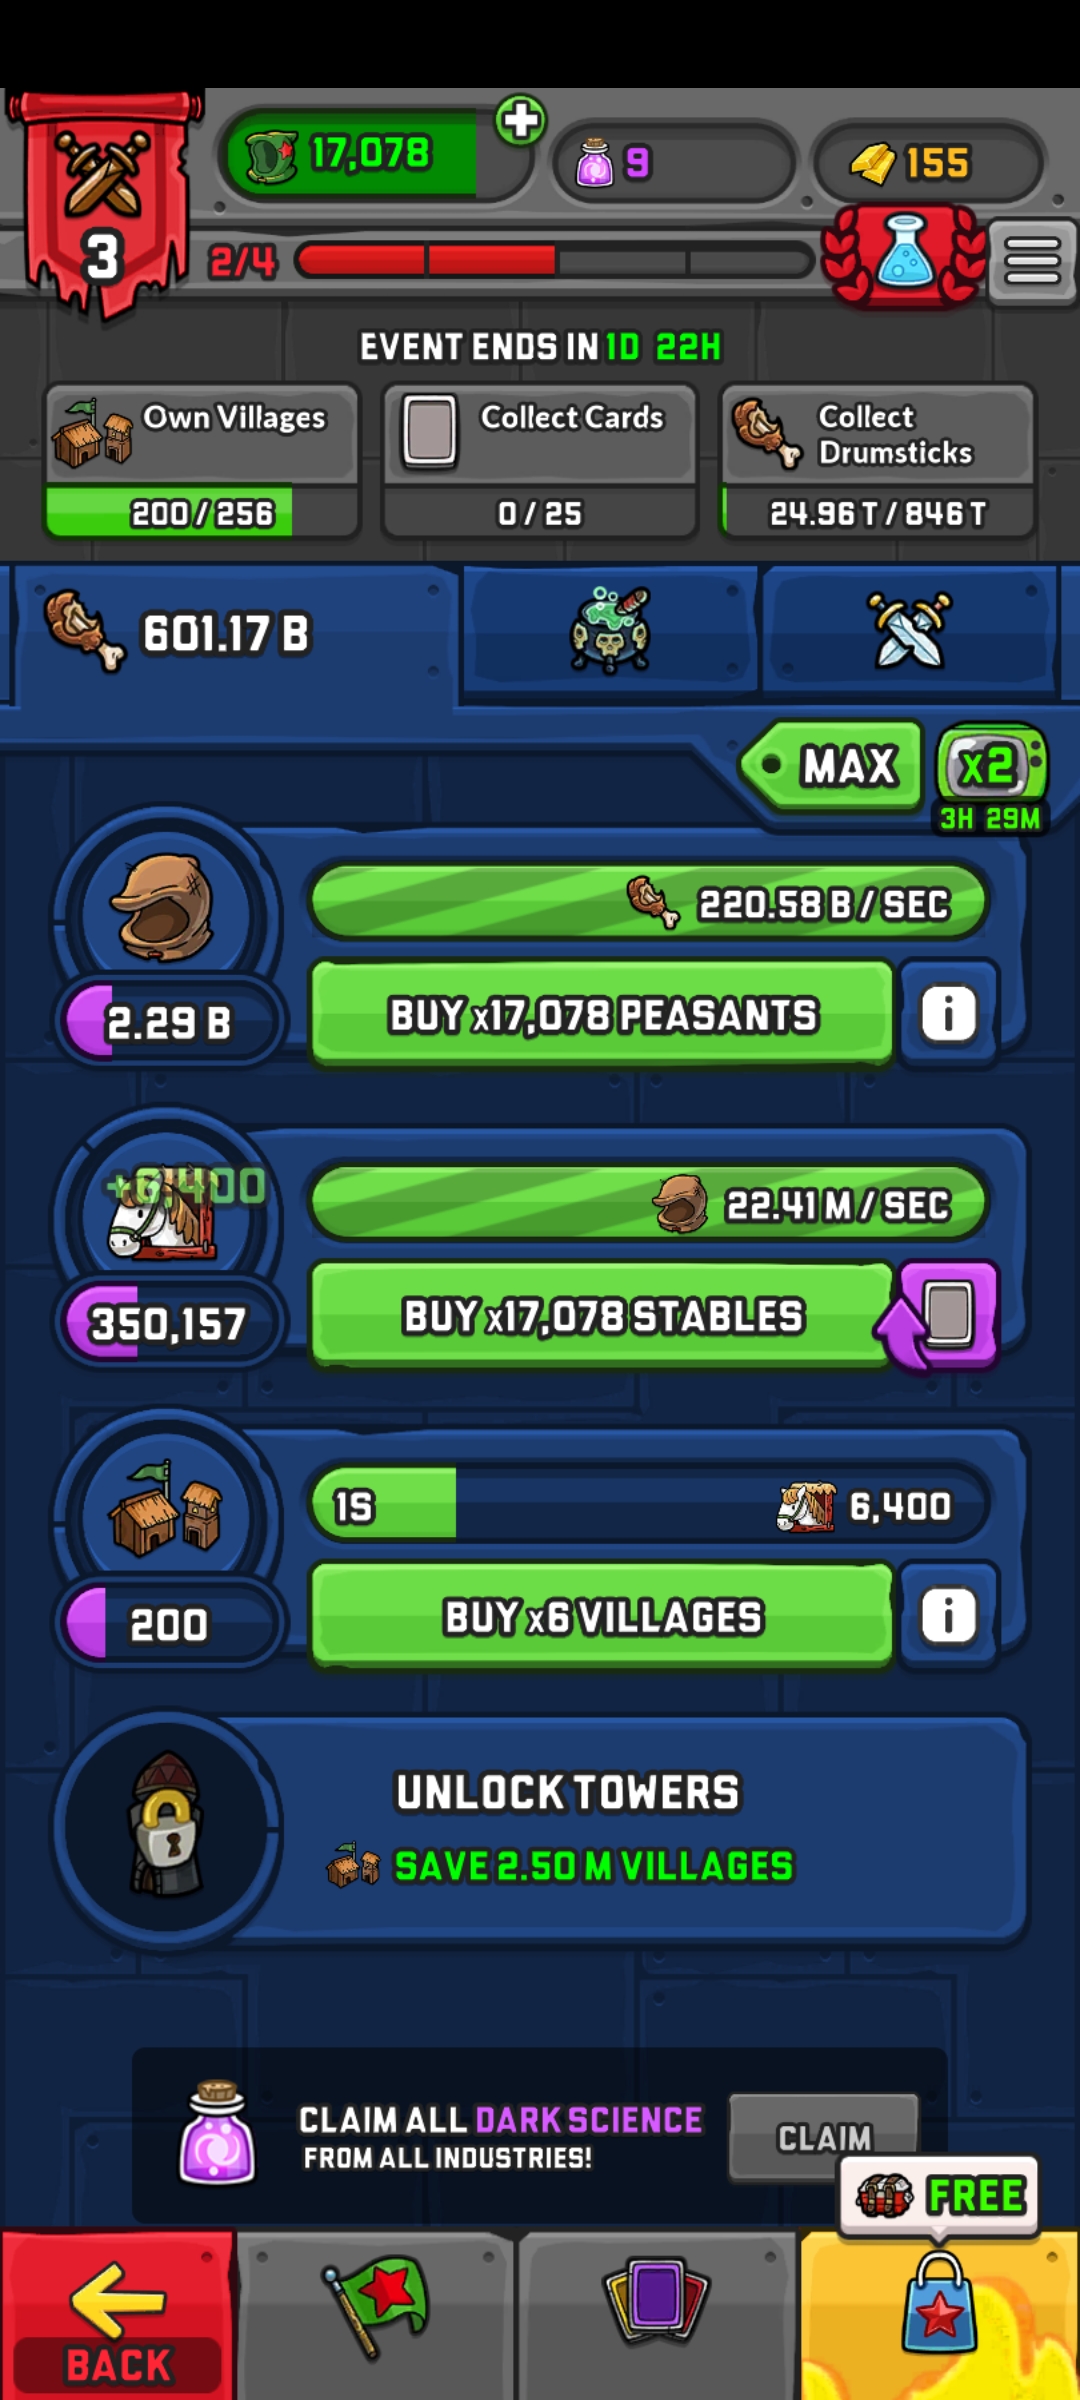 17,078
9
155
3
2/4
EVENT ENDS IN 1D 22H
Own Villages
200/256
Collect Cards
0/25
Collect
Drumsticks
24.96 T/846 T
601.17 B
MAX
x2
3H 29M
220.58 B/SEC
2.29 B
BUY x17,078 PEASANTS
i
+6,400
22.41 M/SEC
350,157
BUY x17,078 STABLES
1S
6,400
200
BUY x6 VILLAGES
i
UNLOCK TOWERS
SAVE 2.50 M VILLAGES
CLAIM ALL DARK SCIENCE
FROM ALL INDUSTRIES!
CLAIM
FREE
BACK